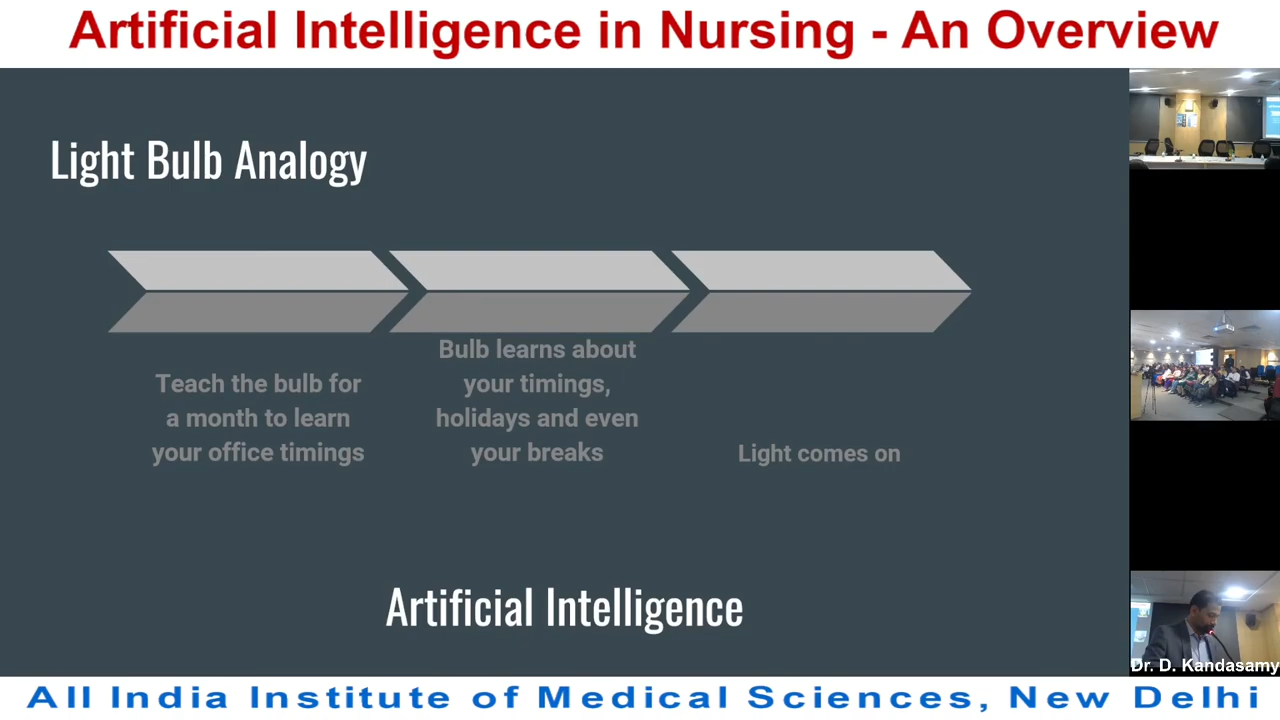 Artificial Intelligence in Nursing - An Overview
Light Bulb Analogy
Teach the bulb for
a month to learn
your office timings
Bulb learns about
your timings,
holidays and even
your breaks
Light comes on
Artificial Intelligence
Dr. D. Kandasamy
All India Institute of Medical Sciences, New Delhi